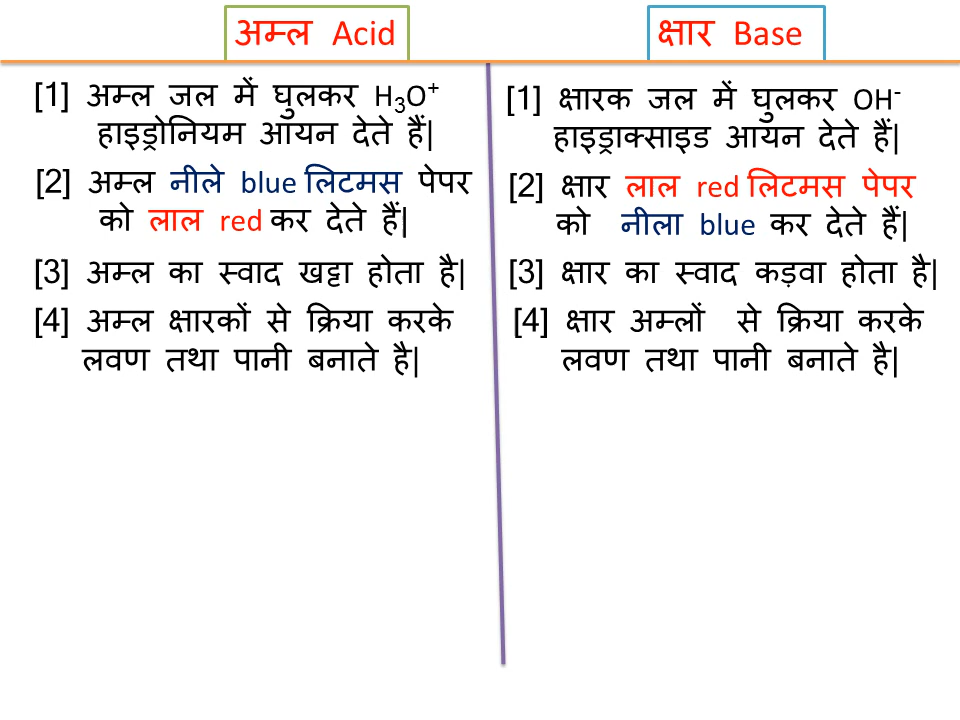 अम्ल Acid
[1] अम्ल जल में घुलकर H₃O⁺
हाइड्रोनियम आयन देते हैं|
[2] अम्ल नीले blue लिटमस पेपर
को लाल red कर देते हैं|
[3] अम्ल का स्वाद खट्टा होता है|
[4] अम्ल क्षारकों से क्रिया करके
लवण तथा पानी बनाते है|
क्षार Base
[1] क्षारक जल में घुलकर OH⁻
हाइड्राक्साइड आयन देते हैं|
[2] क्षार लाल red लिटमस पेपर
को नीला blue कर देते हैं|
[3] क्षार का स्वाद कड़वा होता है|
[4] क्षार अम्लों से क्रिया करके
लवण तथा पानी बनाते है|